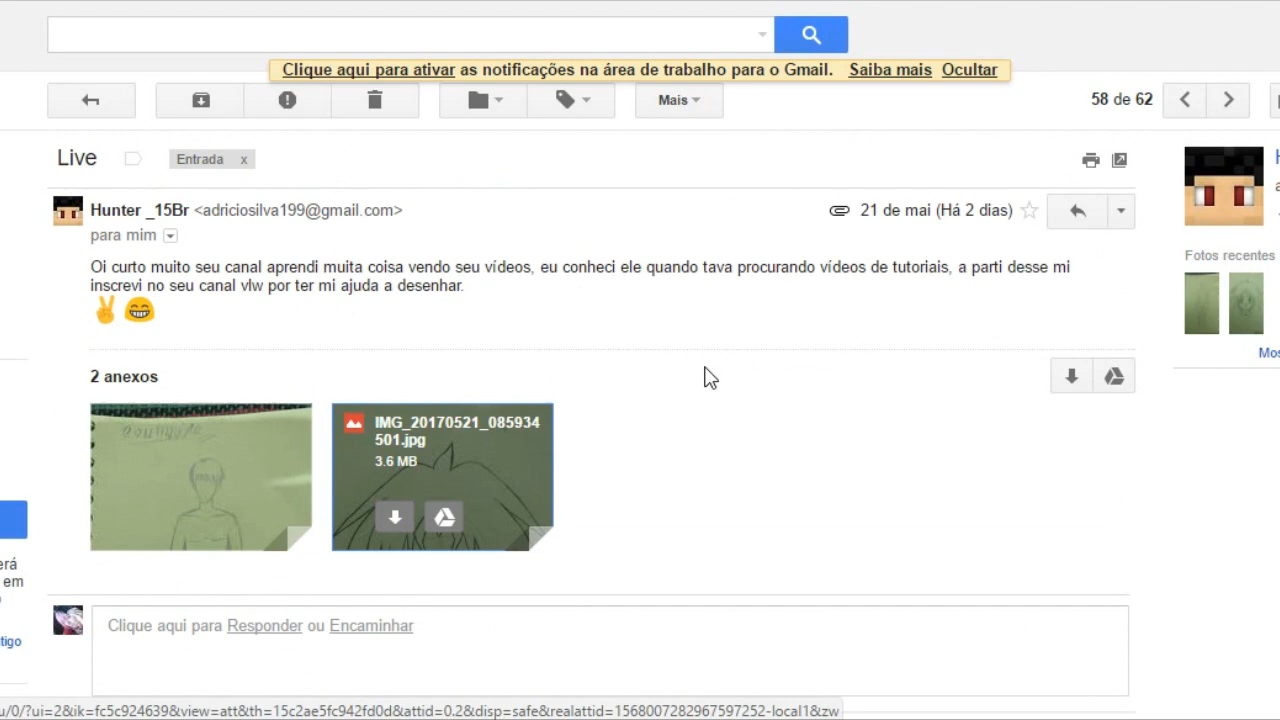 Clique aqui para ativar as notificações na área de trabalho para o Gmail. Saiba mais Ocultar
Mais
58 de 62
Live
Entrada x
Hunter _15Br <adriciosilva199@gmail.com>
21 de mai (Há 2 dias)
para mim
Oi curto muito seu canal aprendi muita coisa vendo seu vídeos, eu conheci ele quando tava procurando vídeos de tutoriais, a parti desse mi
inscrevi no seu canal vlw por ter mi ajuda a desenhar.
Fotos recentes
Mos
2 anexos
IMG_20170521_085934
501.jpg
3.6 MB
erá
em
tigo
Clique aqui para Responder ou Encaminhar
u/0/?ui=2&ik=fc5c924639&view=att&th=15c2ae5fc942fd0d&attid=0.2&disp=safe&realattid=1568007282967597252-local1&zw